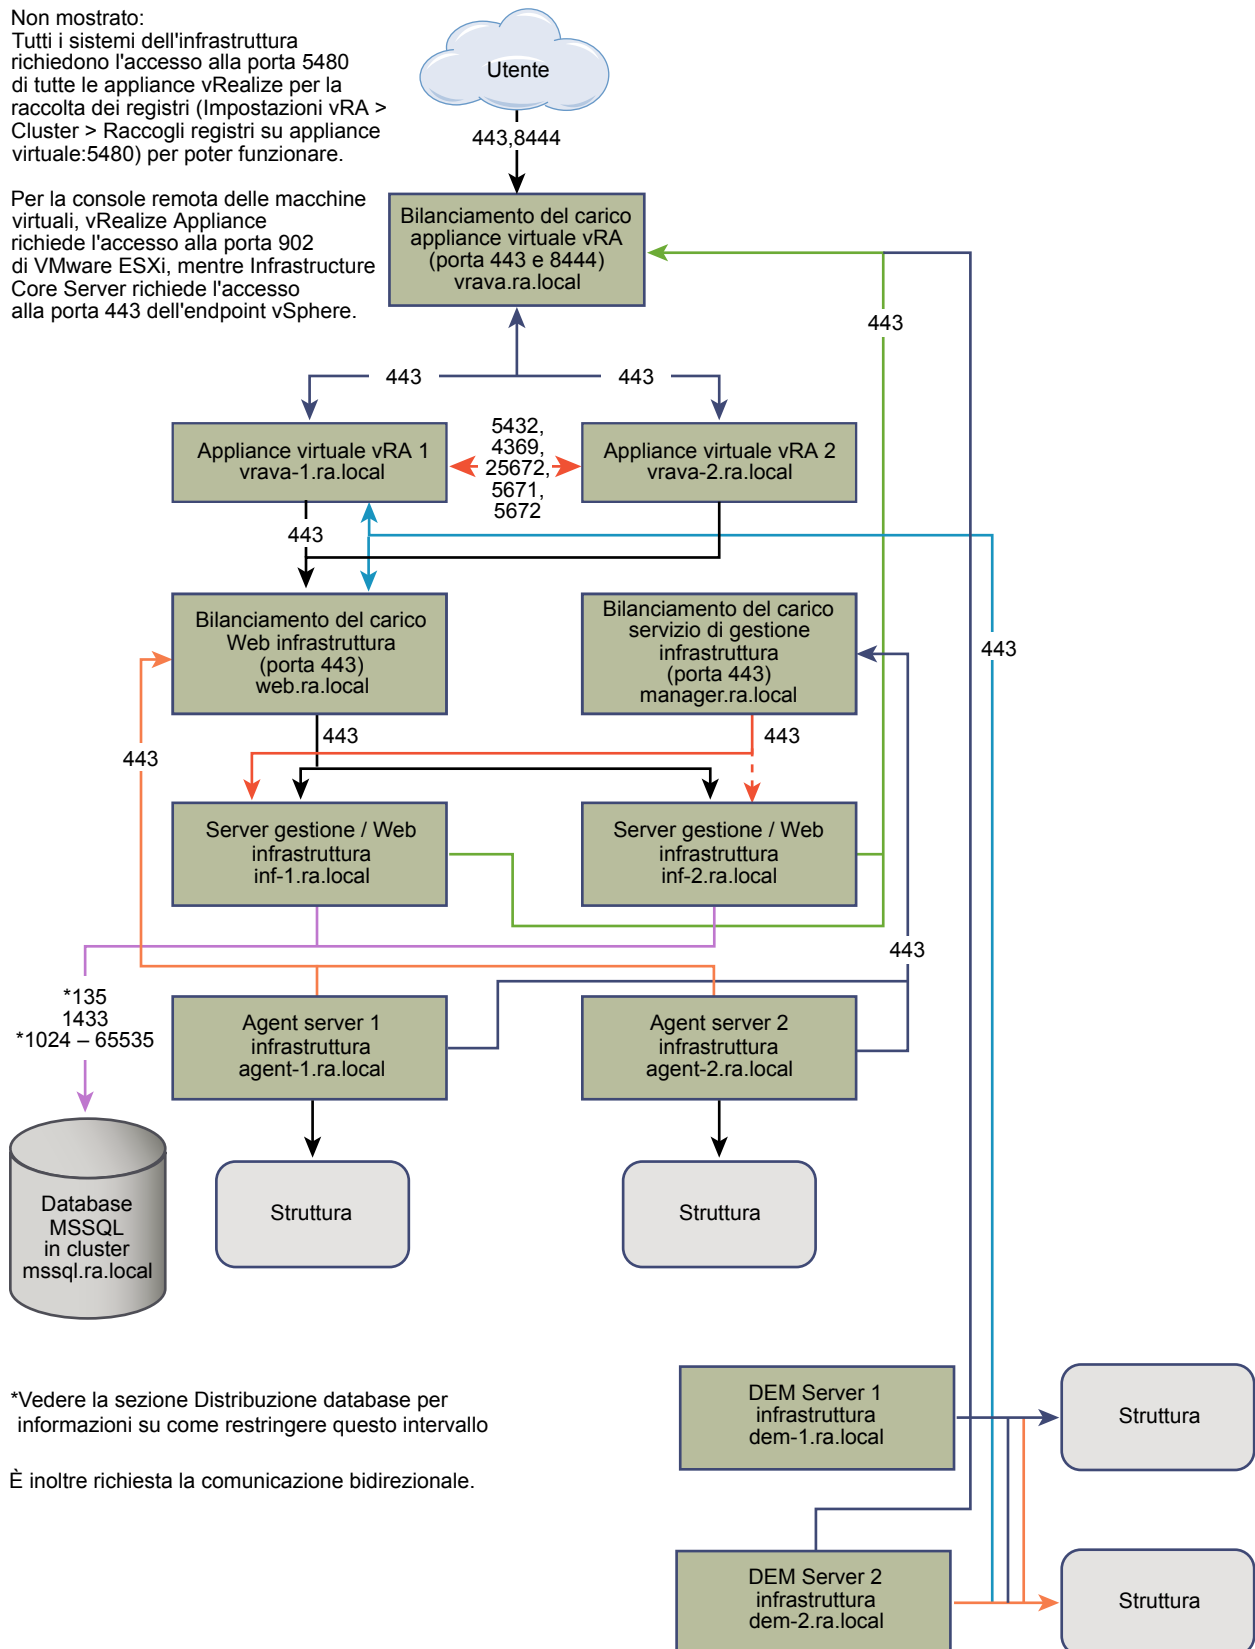 Non mostrato:
Tutti i sistemi dell'infrastruttura
richiedono l'accesso alla porta 5480
di tutte le appliance vRealize per la
raccolta dei registri (Impostazioni vRA >
Cluster > Raccogli registri su appliance
virtuale:5480) per poter funzionare.
Per la console remota delle macchine
virtuali, vRealize Appliance
richiede l'accesso alla porta 902
di VMware ESXi, mentre Infrastructure
Core Server richiede l'accesso
alla porta 443 dell'endpoint vSphere.
Utente
443,8444
Bilanciamento del carico
appliance virtuale vRA
(porta 443 e 8444)
vrava.ra.local
443
443
443
Appliance virtuale vRA 1
vrava-1.ra.local
5432,
4369,
25672,
5671,
5672
Appliance virtuale vRA 2
vrava-2.ra.local
443
Bilanciamento del carico
Web infrastruttura
(porta 443)
web.ra.local
Bilanciamento del carico
servizio di gestione
infrastruttura
(porta 443)
manager.ra.local
443
443
443
443
Server gestione / Web
infrastruttura
inf-1.ra.local
Server gestione / Web
infrastruttura
inf-2.ra.local
443
*135
1433
*1024 – 65535
Agent server 1
infrastruttura
agent-1.ra.local
Agent server 2
infrastruttura
agent-2.ra.local
Database
MSSQL
in cluster
mssql.ra.local
Struttura
Struttura
*Vedere la sezione Distribuzione database per
informazioni su come restringere questo intervallo
È inoltre richiesta la comunicazione bidirezionale.
DEM Server 1
infrastruttura
dem-1.ra.local
Struttura
DEM Server 2
infrastruttura
dem-2.ra.local
Struttura